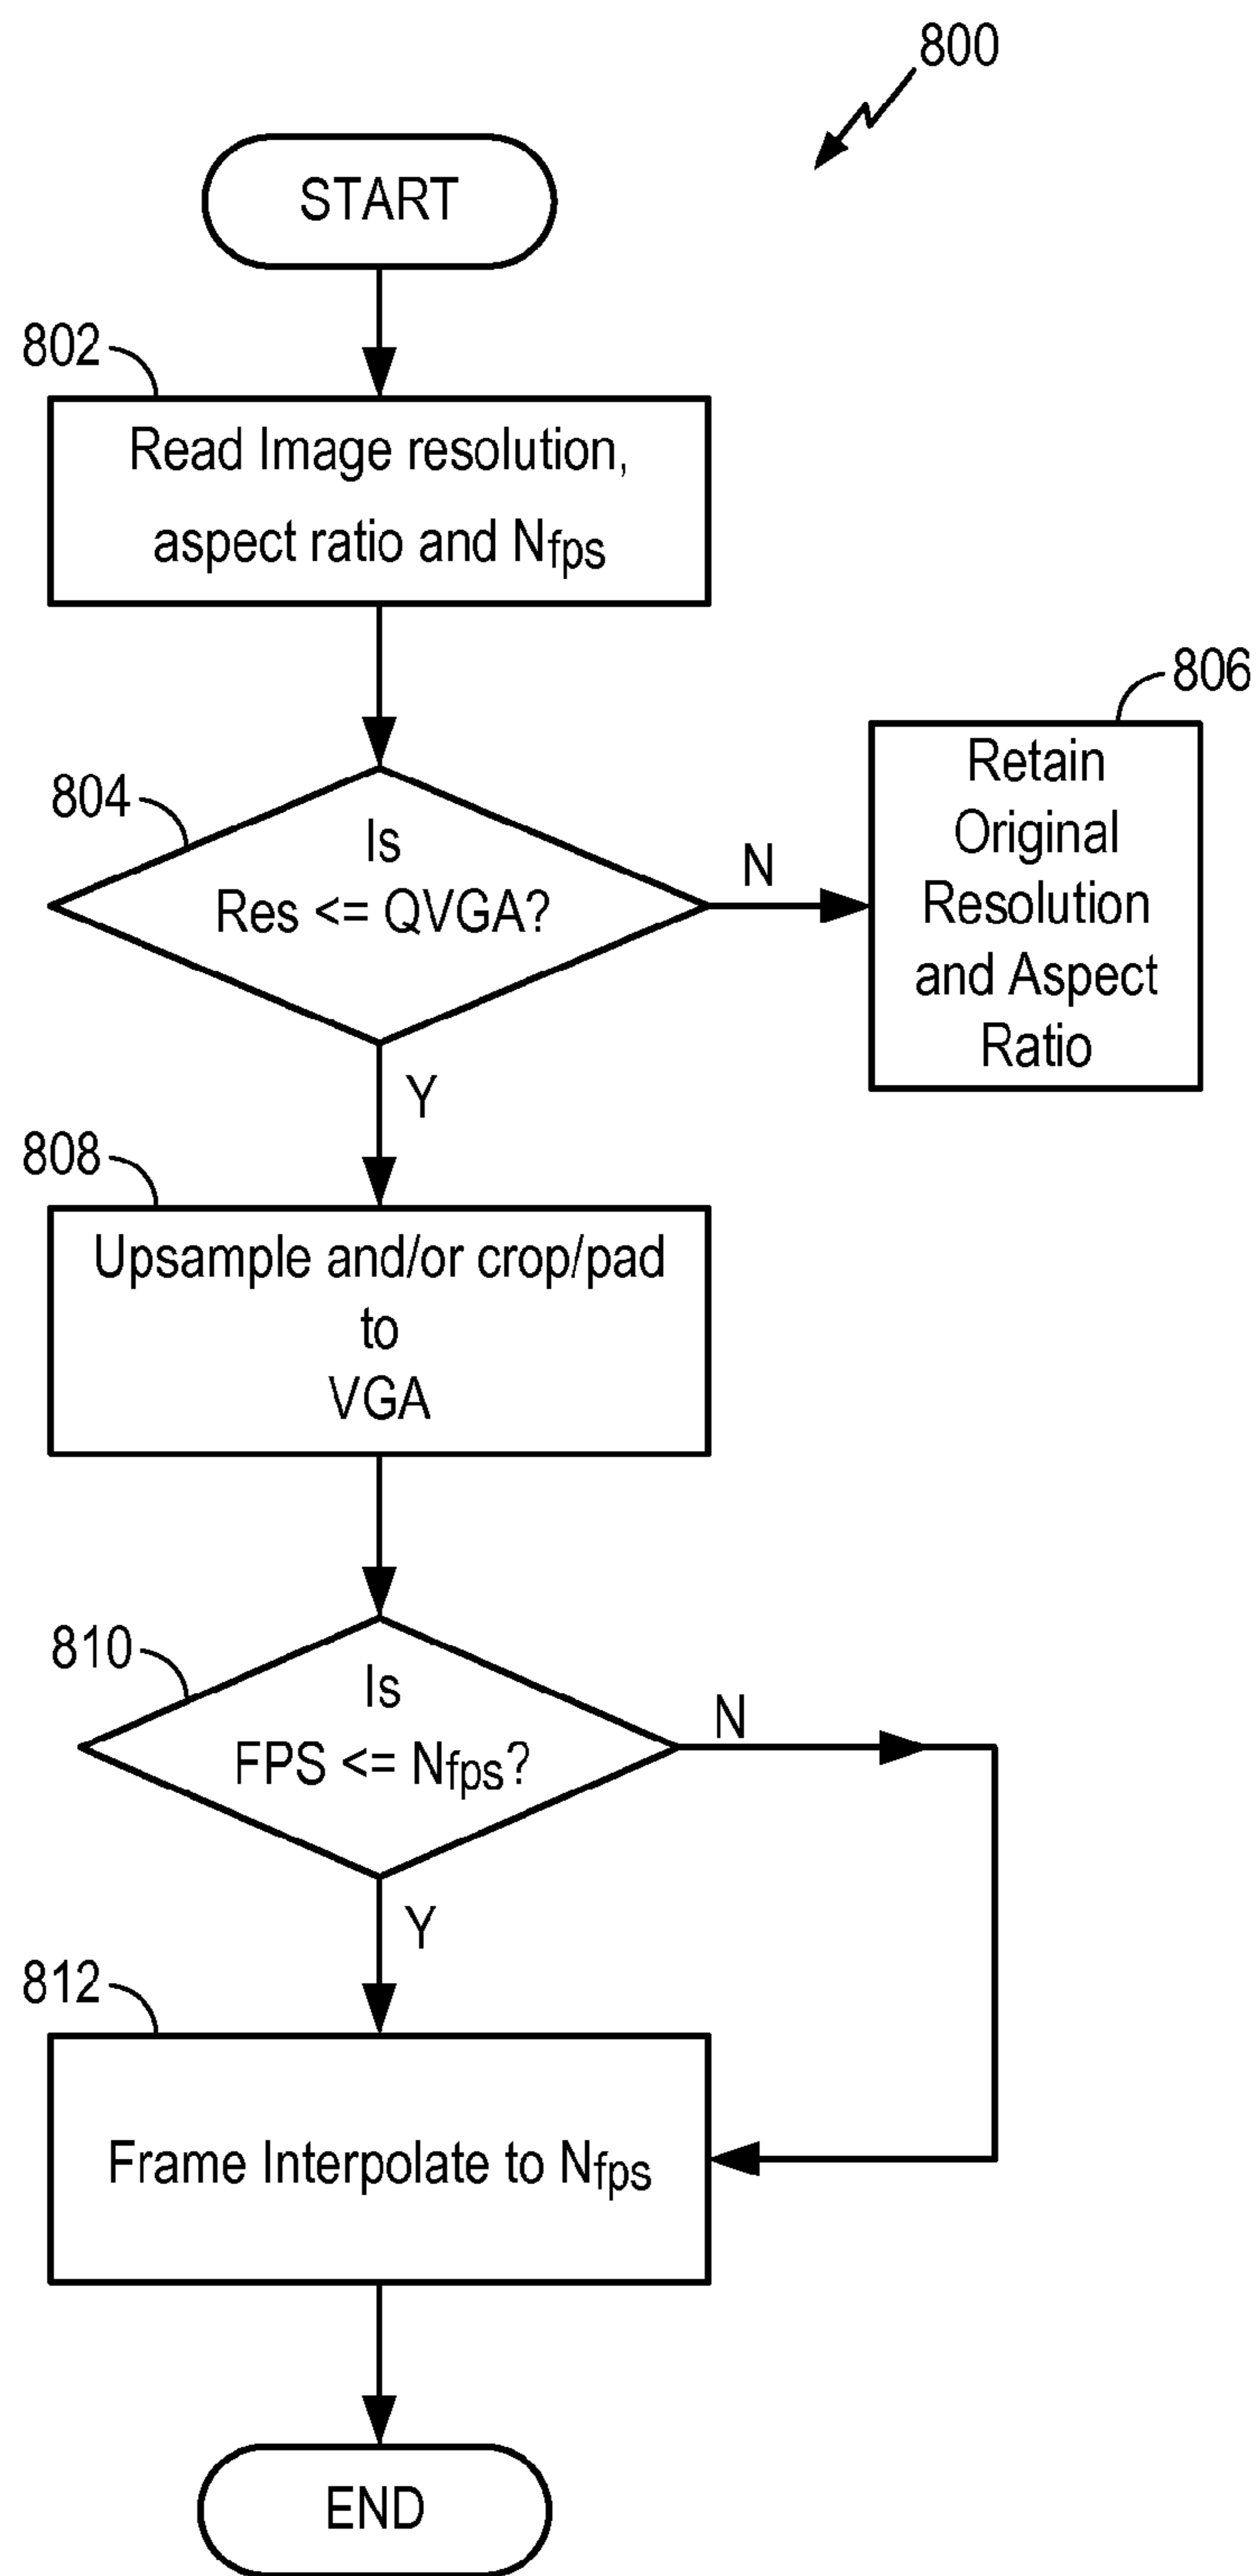 800
START
802
Read Image resolution,
aspect ratio and Nfps
804
Is
Res <= QVGA?
N
806
Retain
Original
Resolution
and Aspect
Ratio
Y
808
Upsample and/or crop/pad
to
VGA
810
Is
FPS <= Nfps?
N
Y
812
Frame Interpolate to Nfps
END